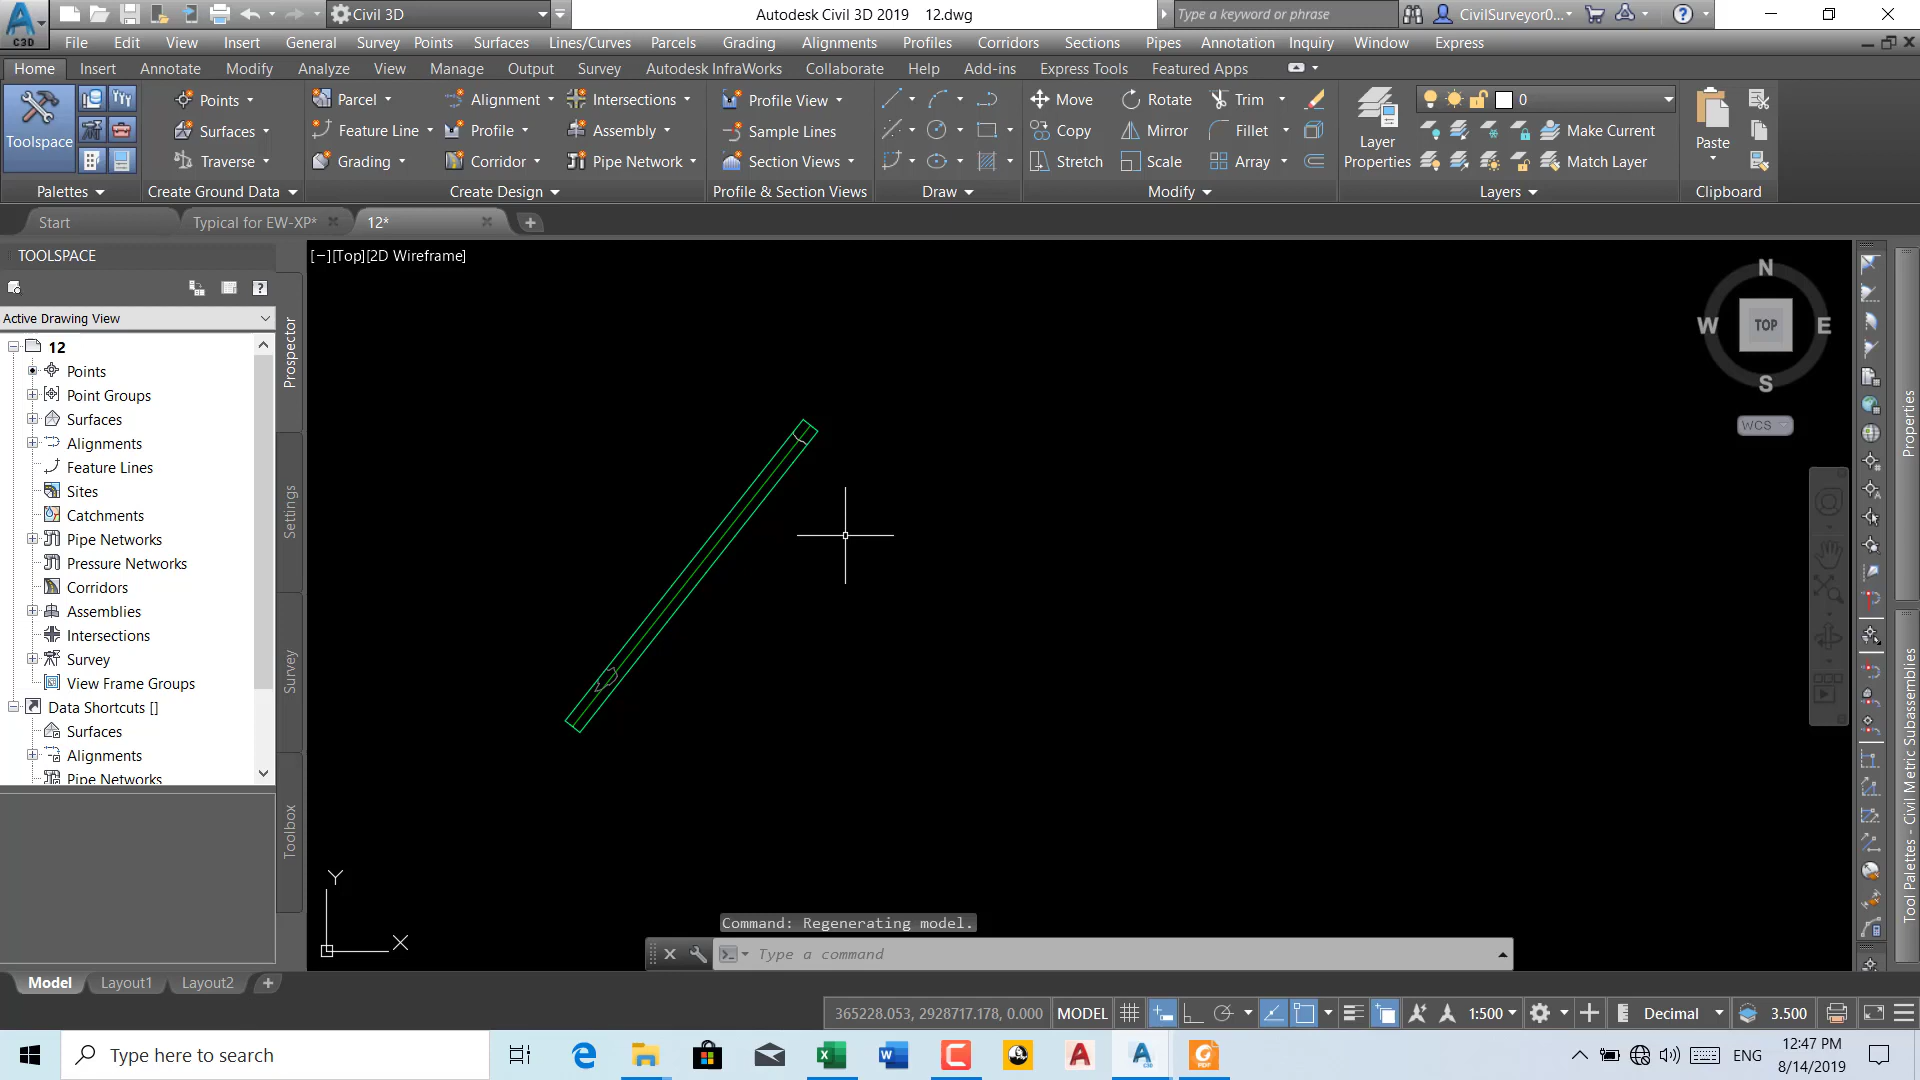 Civil 3D
Autodesk Civil 3D 2019 12.dwg
Type a keyword or phrase
CivilSurveyor0...
C3D
File Edit View Insert General Survey Points Surfaces Lines/Curves Parcels Grading Alignments Profiles Corridors Sections Pipes Annotation Inquiry Window Express
Home Insert Annotate Modify Analyze View Manage Output Survey Autodesk InfraWorks Collaborate Help Add-ins Express Tools Featured Apps
Points Parcel Alignment Intersections Profile View Move Rotate Trim 0
Toolspace Surfaces Feature Line Profile Assembly Sample Lines Copy Mirror Fillet Layer Properties Make Current Paste
Traverse Grading Corridor Pipe Network Section Views Stretch Scale Array Match Layer
Palettes Create Ground Data Create Design Profile & Section Views Draw Modify Layers Clipboard
Start Typical for EW-XP* 12*
TOOLSPACE
[−][Top][2D Wireframe]
Active Drawing View
12
Points
Point Groups
Surfaces
Alignments
Feature Lines
Sites
Catchments
Pipe Networks
Pressure Networks
Corridors
Assemblies
Intersections
Survey
View Frame Groups
Data Shortcuts []
Surfaces
Alignments
Pipe Networks
Prospector
Settings
Survey
Toolbox
N
W TOP E
S
WCS
Properties
Tool Palettes - Civil Metric Subassemblies
Y
X
Command: Regenerating model.
Type a command
Model Layout1 Layout2
365228.053, 2928717.178, 0.000 MODEL 1:500 Decimal 3.500
Type here to search
ENG
12:47 PM
8/14/2019